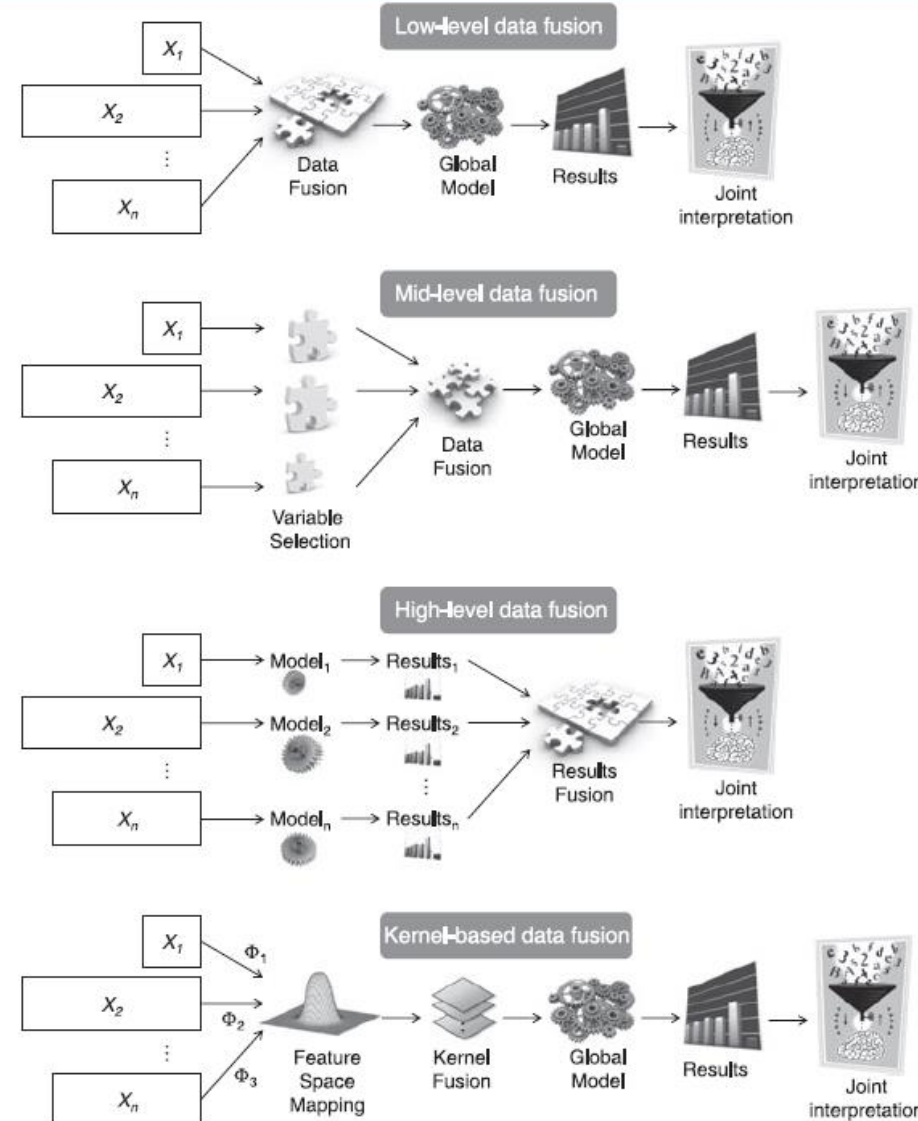 Low-level data fusion
X1
X2
⋮
Xn
Data
Fusion
Global
Model
Results
Joint
interpretation
Mid-level data fusion
X1
X2
⋮
Xn
Variable
Selection
Data
Fusion
Global
Model
Results
Joint
interpretation
High-level data fusion
X1
X2
⋮
Xn
Model1
Results1
Model2
Results2
⋮
Modeln
Resultsn
Results
Fusion
Joint
interpretation
Kernel-based data fusion
X1
X2
⋮
Xn
Φ1
Φ2
Φ3
Feature
Space
Mapping
Kernel
Fusion
Global
Model
Results
Joint
interpretation